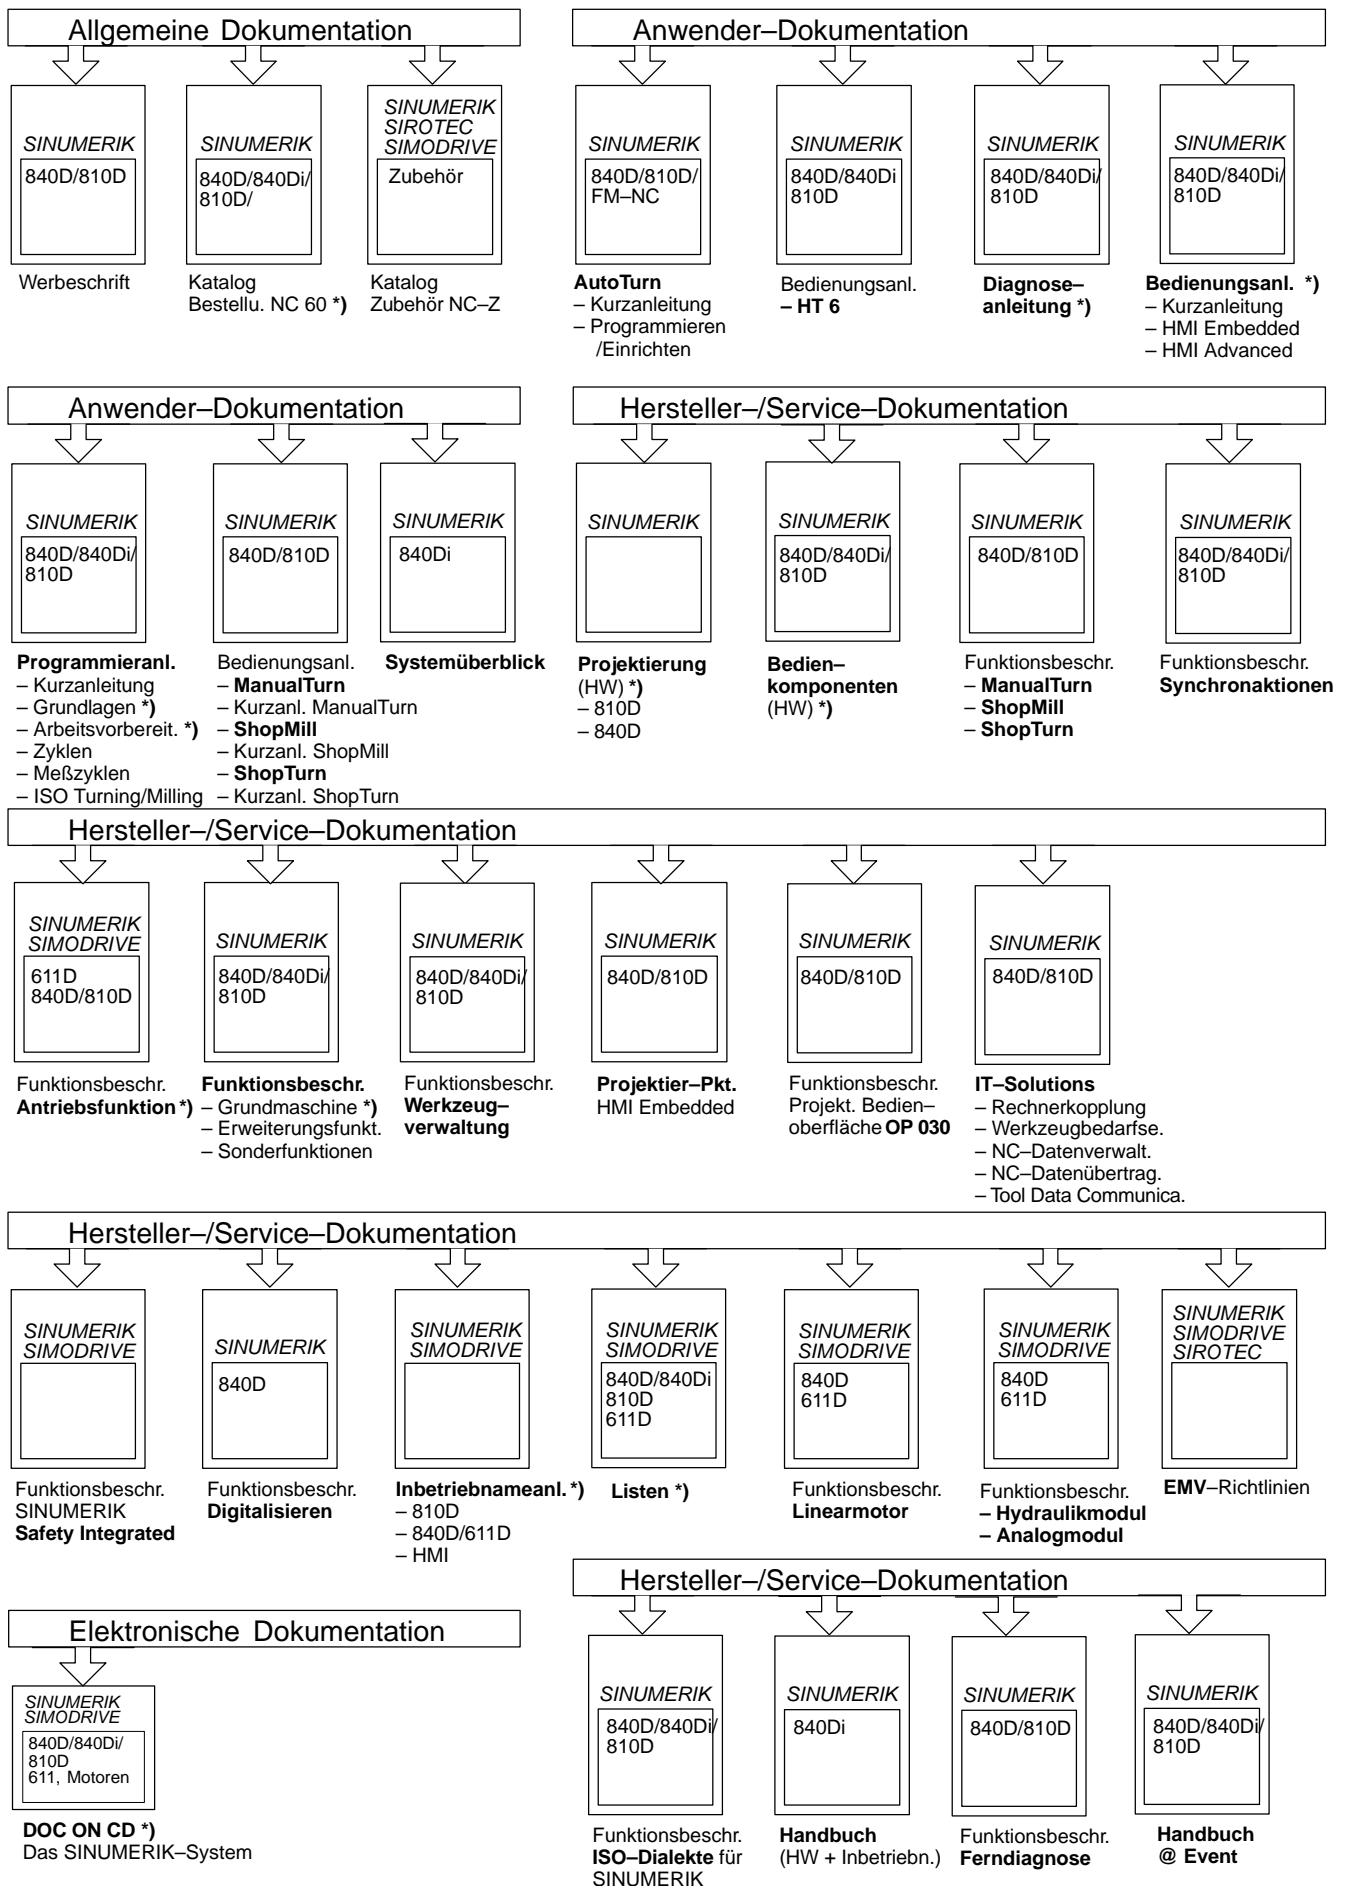 Allgemeine Dokumentation
SINUMERIK
840D/810D
Werbeschrift
SINUMERIK
840D/840Di/
810D/
Katalog
Bestellu. NC 60 *)
SINUMERIK
SIROTEC
SIMODRIVE
Zubehör
Katalog
Zubehör NC–Z
Anwender–Dokumentation
SINUMERIK
840D/810D/
FM–NC
AutoTurn
– Kurzanleitung
– Programmieren
/Einrichten
SINUMERIK
840D/840Di
810D
Bedienungsanl.
– HT 6
SINUMERIK
840D/840Di/
810D
Diagnose–
anleitung *)
SINUMERIK
840D/840Di/
810D
Bedienungsanl. *)
– Kurzanleitung
– HMI Embedded
– HMI Advanced
Anwender–Dokumentation
SINUMERIK
840D/840Di/
810D
Programmieranl.
– Kurzanleitung
– Grundlagen *)
– Arbeitsvorbereit. *)
– Zyklen
– Meßzyklen
– ISO Turning/Milling
SINUMERIK
840D/810D
Bedienungsanl.
– ManualTurn
– Kurzanl. ManualTurn
– ShopMill
– Kurzanl. ShopMill
– ShopTurn
– Kurzanl. ShopTurn
SINUMERIK
840Di
Systemüberblick
Hersteller–/Service–Dokumentation
SINUMERIK
Projektierung
(HW) *)
– 810D
– 840D
SINUMERIK
840D/840Di/
810D
Bedien–
komponenten
(HW) *)
SINUMERIK
840D/810D
Funktionsbeschr.
– ManualTurn
– ShopMill
– ShopTurn
SINUMERIK
840D/840Di/
810D
Funktionsbeschr.
Synchronaktionen
Hersteller–/Service–Dokumentation
SINUMERIK
SIMODRIVE
611D
840D/810D
Funktionsbeschr.
Antriebsfunktion *)
SINUMERIK
840D/840Di/
810D
Funktionsbeschr.
– Grundmaschine *)
– Erweiterungsfunkt.
– Sonderfunktionen
SINUMERIK
840D/840Di/
810D
Funktionsbeschr.
Werkzeug–
verwaltung
SINUMERIK
840D/810D
Projektier–Pkt.
HMI Embedded
SINUMERIK
840D/810D
Funktionsbeschr.
Projekt. Bedien–
oberfläche OP 030
SINUMERIK
840D/810D
IT–Solutions
– Rechnerkopplung
– Werkzeugbedarfse.
– NC–Datenverwalt.
– NC–Datenübertrag.
– Tool Data Communica.
Hersteller–/Service–Dokumentation
SINUMERIK
SIMODRIVE
Funktionsbeschr.
SINUMERIK
Safety Integrated
SINUMERIK
840D
Funktionsbeschr.
Digitalisieren
SINUMERIK
SIMODRIVE
Inbetriebnameanl. *)
– 810D
– 840D/611D
– HMI
SINUMERIK
SIMODRIVE
840D/840Di
810D
611D
Listen *)
SINUMERIK
SIMODRIVE
840D
611D
Funktionsbeschr.
Linearmotor
SINUMERIK
SIMODRIVE
840D
611D
Funktionsbeschr.
– Hydraulikmodul
– Analogmodul
SINUMERIK
SIMODRIVE
SIROTEC
EMV–Richtlinien
Elektronische Dokumentation
SINUMERIK
SIMODRIVE
840D/840Di/
810D
611, Motoren
DOC ON CD *)
Das SINUMERIK–System
Hersteller–/Service–Dokumentation
SINUMERIK
840D/840Di/
810D
Funktionsbeschr.
ISO–Dialekte für
SINUMERIK
SINUMERIK
840Di
Handbuch
(HW + Inbetriebn.)
SINUMERIK
840D/810D
Funktionsbeschr.
Ferndiagnose
SINUMERIK
840D/840Di/
810D
Handbuch
@ Event